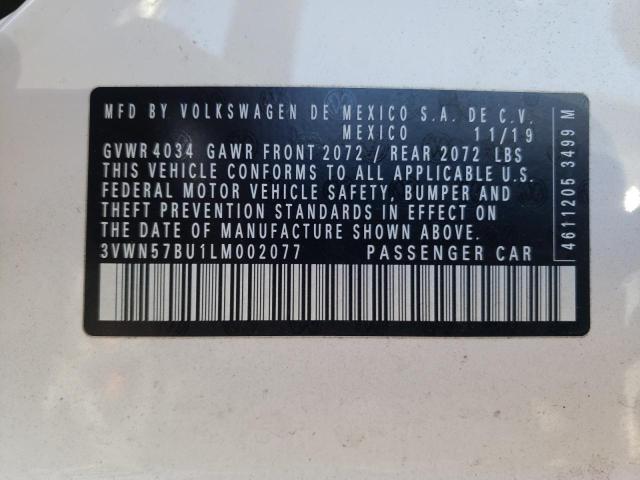 MFD BY VOLKSWAGEN DE MEXICO S.A. DE C.V.
MEXICO 11/19
GVWR 4034 GAWR FRONT 2072 / REAR 2072 LBS
THIS VEHICLE CONFORMS TO ALL APPLICABLE U.S.
FEDERAL MOTOR VEHICLE SAFETY, BUMPER AND
THEFT PREVENTION STANDARDS IN EFFECT ON
THE DATE OF MANUFACTURE SHOWN ABOVE.
3VWN57BU1LM002077 PASSENGER CAR
4611205 3499 M